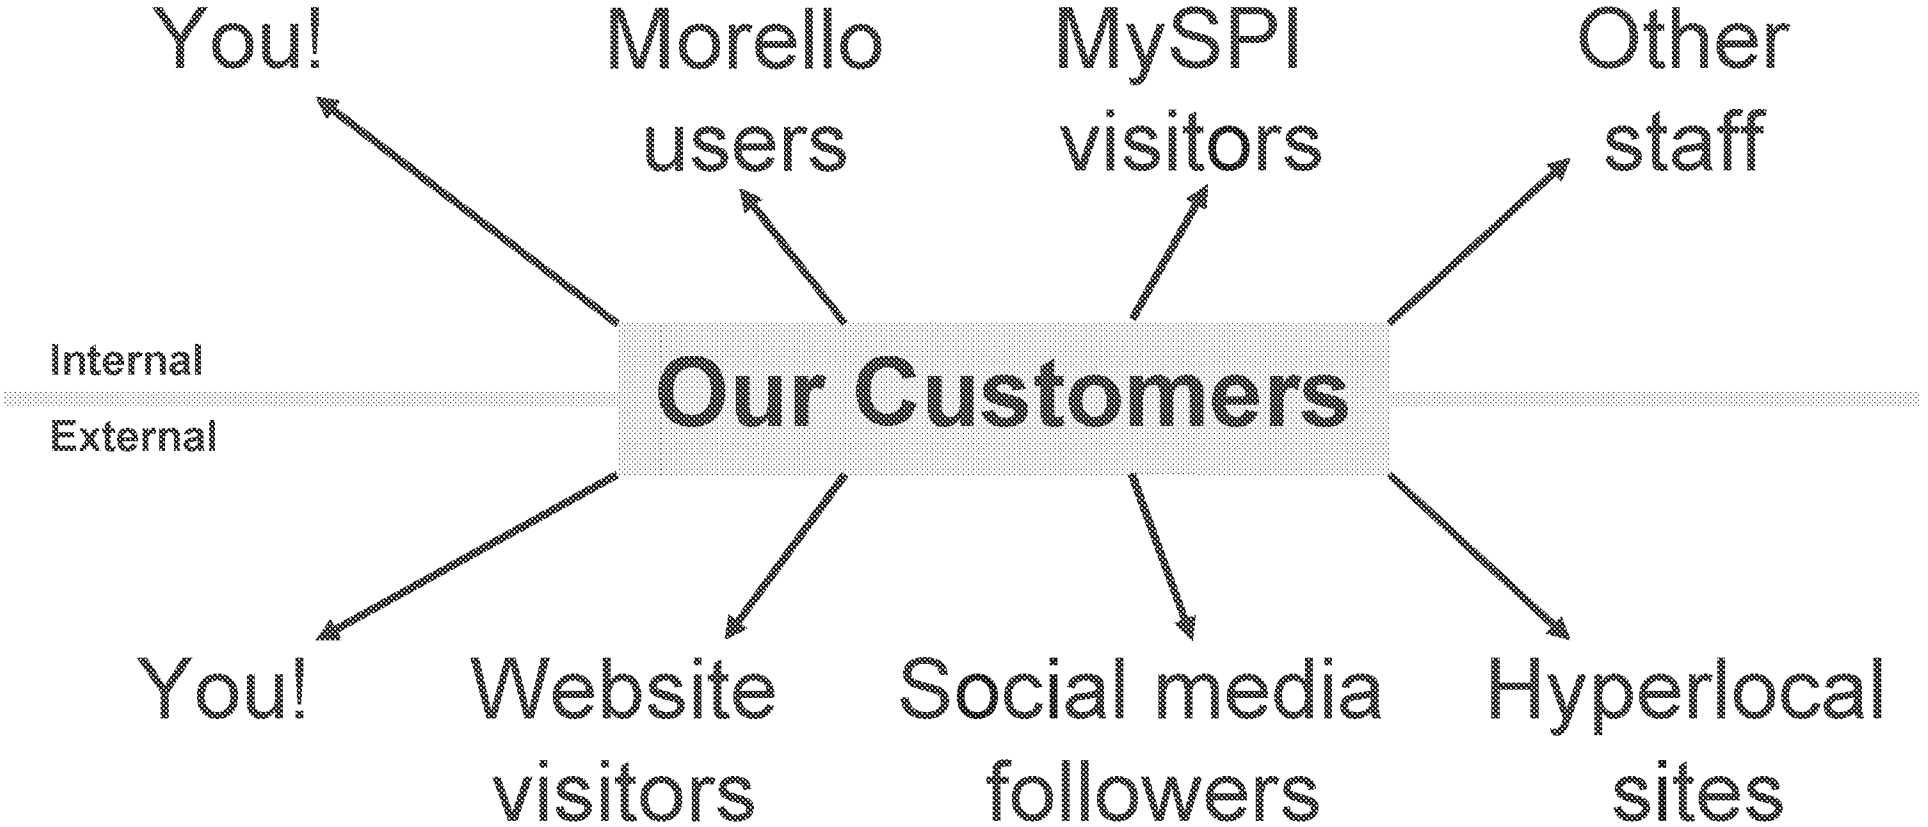 You!
Morello
users
MySPI
visitors
Other
staff
Internal
Our Customers
External
You!
Website
visitors
Social media
followers
Hyperlocal
sites